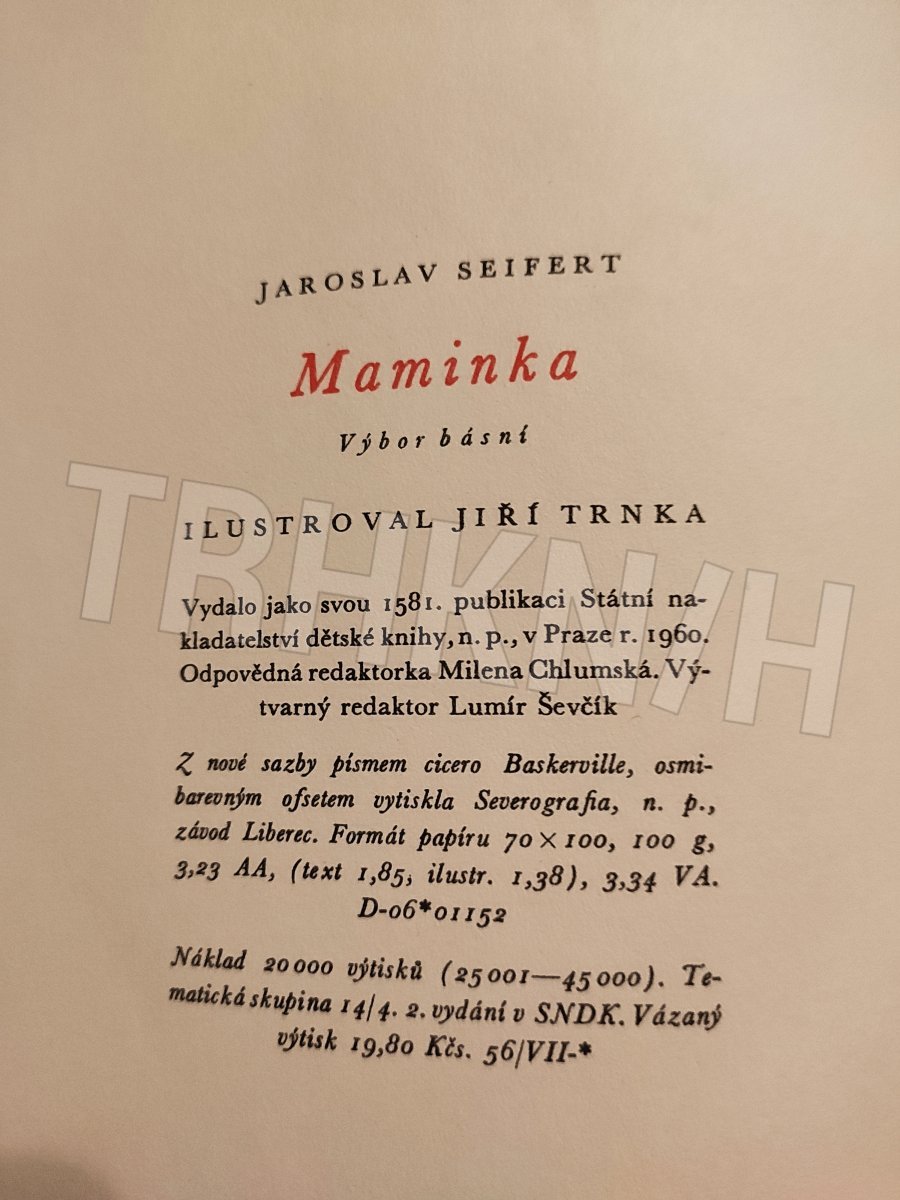 JAROSLAV SEIFERT
Maminka
Výbor básní
ILUSTROVAL JIŘÍ TRNKA
Vydalo jako svou 1581. publikaci Státní na-
kladatelství dětské knihy, n. p., v Praze r. 1960.
Odpovědná redaktorka Milena Chlumská. Vý-
tvarný redaktor Lumír Ševčík
Z nové sazby písmem cicero Baskerville, osmi-
barevným ofsetem vytiskla Severografia, n. p.,
závod Liberec. Formát papíru 70×100, 100 g,
3,23 AA, (text 1,85, ilustr. 1,38), 3,34 VA.
D-06*01152
Náklad 20000 výtisků (25001—45000). Te-
matická skupina 14/4. 2. vydání v SNDK. Vázaný
výtisk 19,80 Kčs. 56/VII-*
TBHKN/H